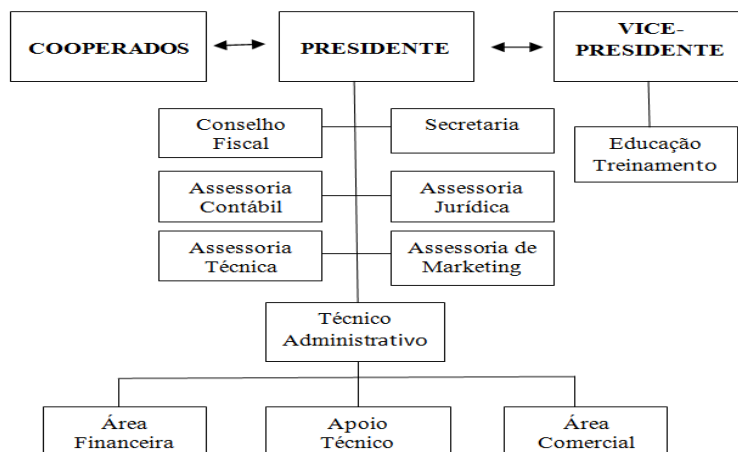 COOPERADOS
PRESIDENTE
VICE-
PRESIDENTE
Conselho
Fiscal
Secretaria
Educação
Treinamento
Assessoria
Contábil
Assessoria
Jurídica
Assessoria
Técnica
Assessoria de
Marketing
Técnico
Administrativo
Área
Financeira
Apoio
Técnico
Área
Comercial